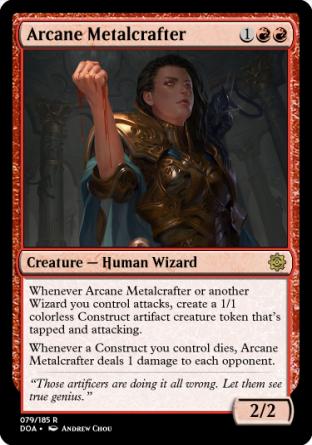 Arcane Metalcrafter 1
Creature — Human Wizard
Whenever Arcane Metalcrafter or another
Wizard you control attacks, create a 1/1
colorless Construct artifact creature token that's
tapped and attacking.
Whenever a Construct you control dies, Arcane
Metalcrafter deals 1 damage to each opponent.
“Those artificers are doing it all wrong. Let them see
true genius.”
2/2
079/185 R
DOA • Andrew Chou